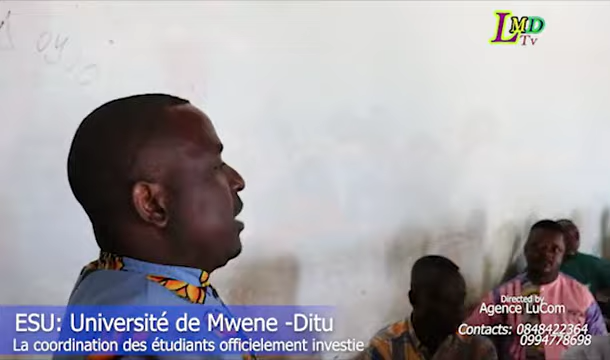 LMD
Tv
ESU: Université de Mwene -Ditu
La coordination des étudiants officielement investie
Directed by
Agence LuCom
Contacts: 0848422364
0994778698